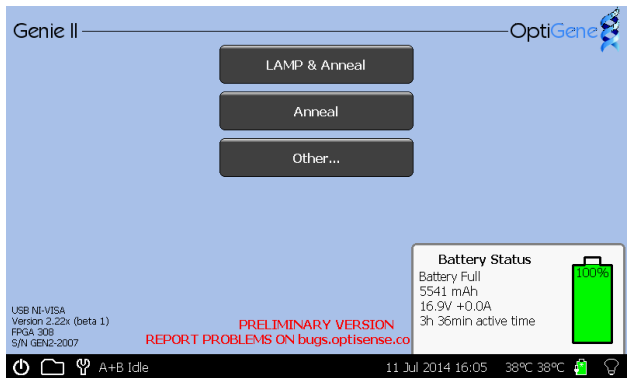 Genie II
OptiGene
LAMP & Anneal
Anneal
Other...
Battery Status
Battery Full
5541 mAh
16.9V +0.0A
3h 36min active time
100%
USB NI-VISA
Version 2.22x (beta 1)
FPGA 308
S/N GEN2-2007
PRELIMINARY VERSION
REPORT PROBLEMS ON bugs.optisense.co
A+B Idle
11 Jul 2014 16:05
38ºC 38ºC